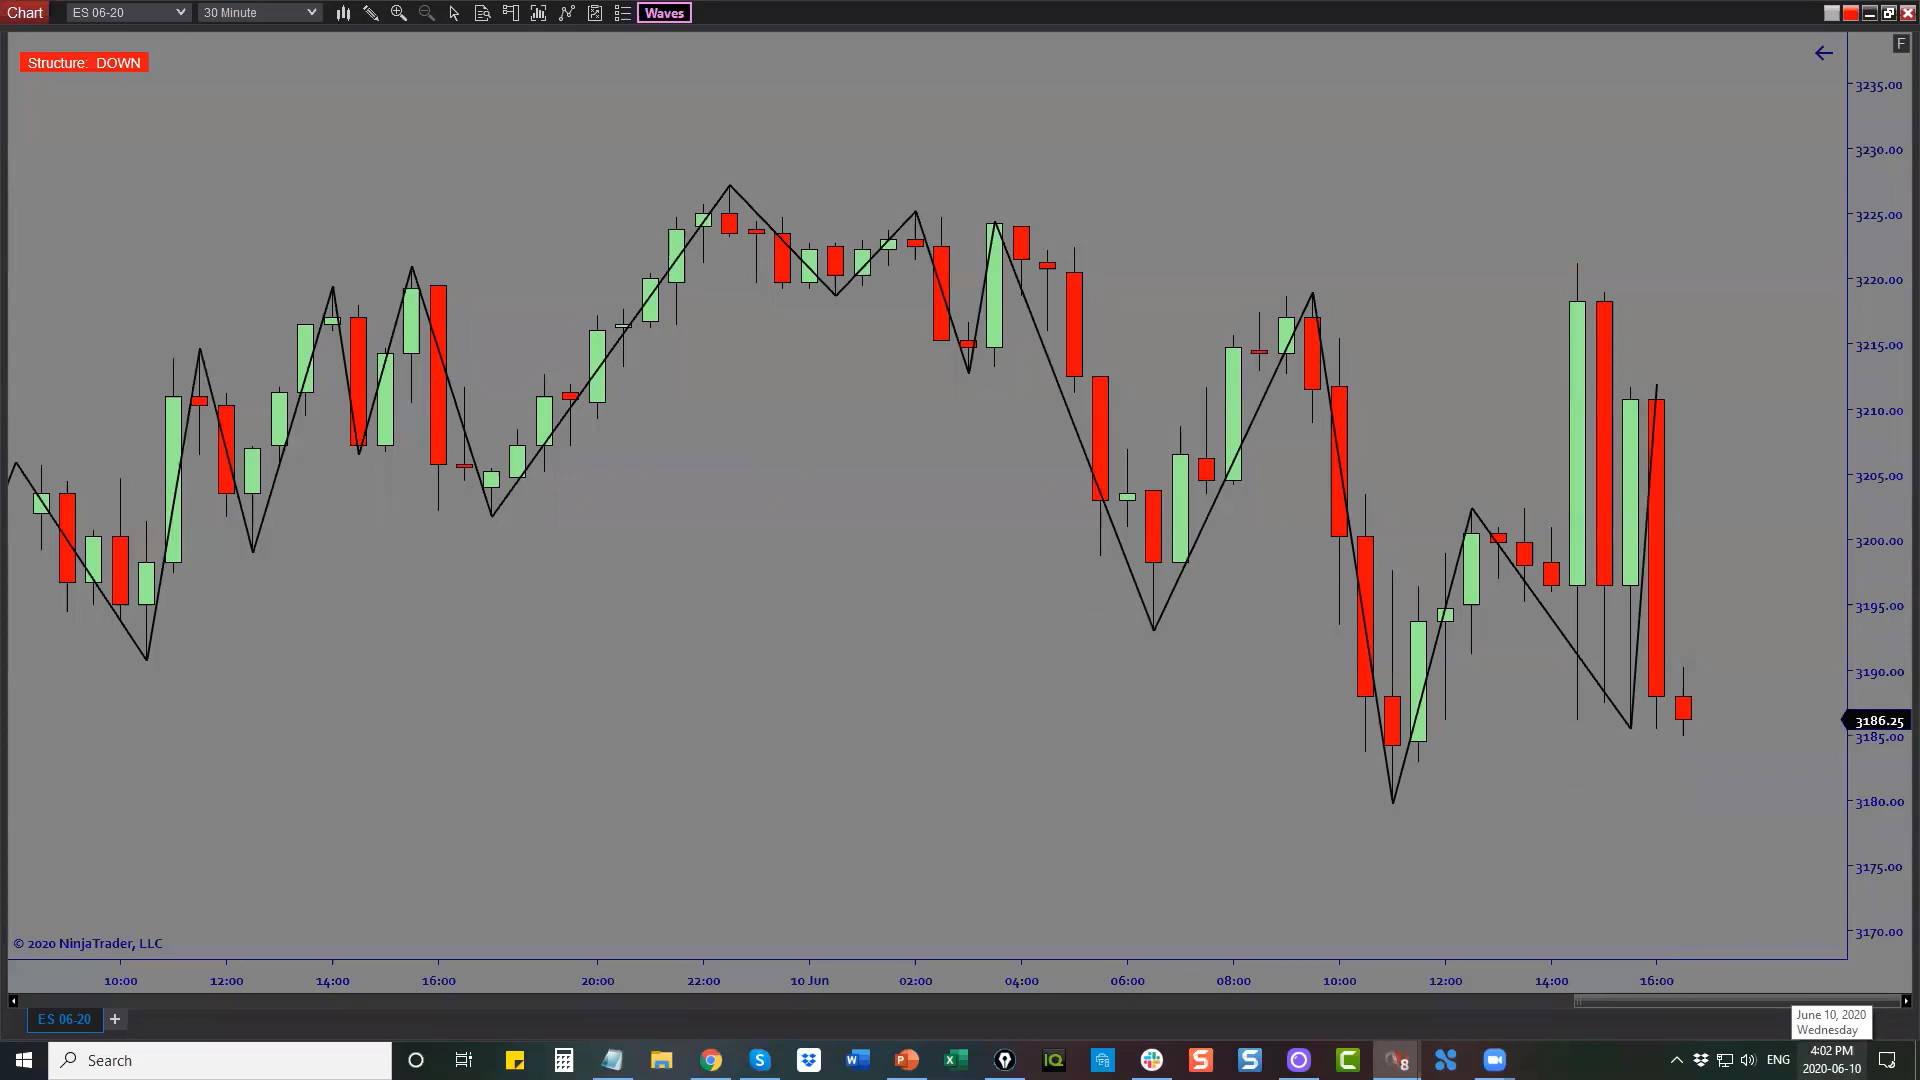 Chart ES 06-20 30 Minute Waves
F
Structure: DOWN
3235.00
3230.00
3225.00
3220.00
3215.00
3210.00
3205.00
3200.00
3195.00
3190.00
3186.25
3185.00
3180.00
3175.00
3170.00
© 2020 NinjaTrader, LLC
10:00 12:00 14:00 16:00 20:00 22:00 10 Jun 02:00 04:00 06:00 08:00 10:00 12:00 14:00 16:00
ES 06-20 +
June 10, 2020
Wednesday
Search
ENG
4:02 PM
2020-06-10